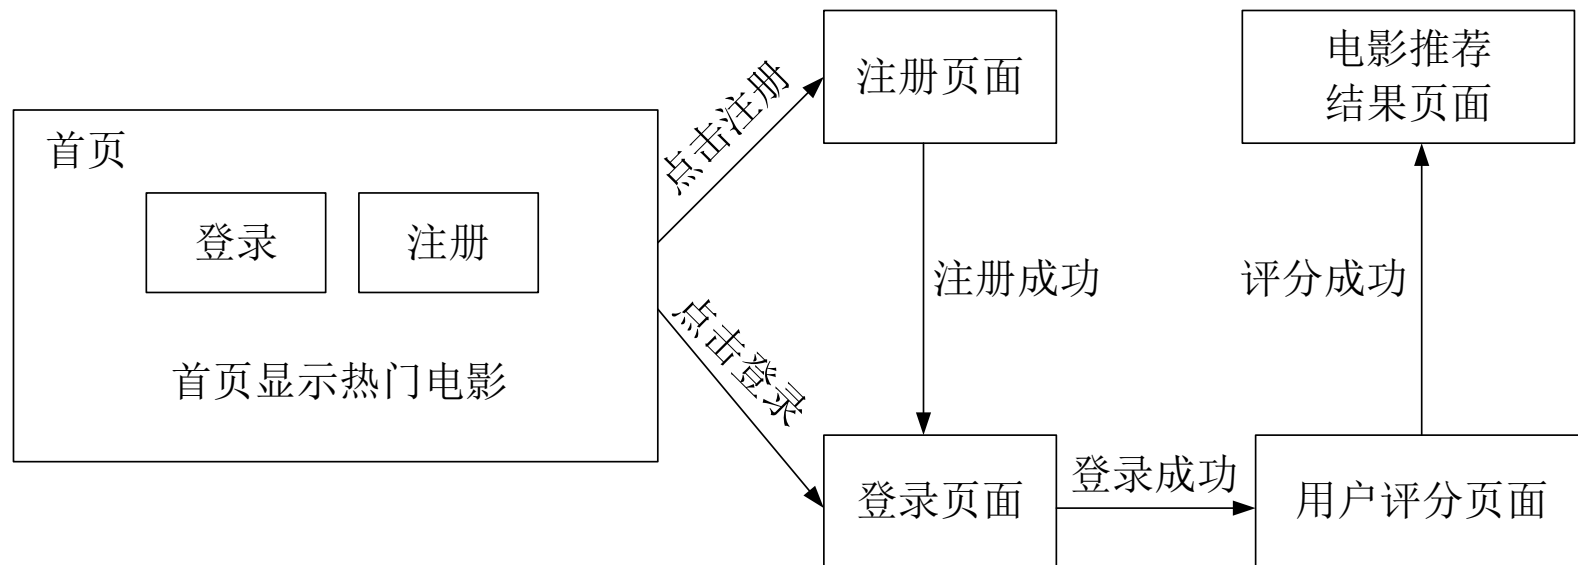 首页
登录
注册
首页显示热门电影
点击注册
点击登录
注册页面
注册成功
登录页面
登录成功
用户评分页面
评分成功
电影推荐
结果页面